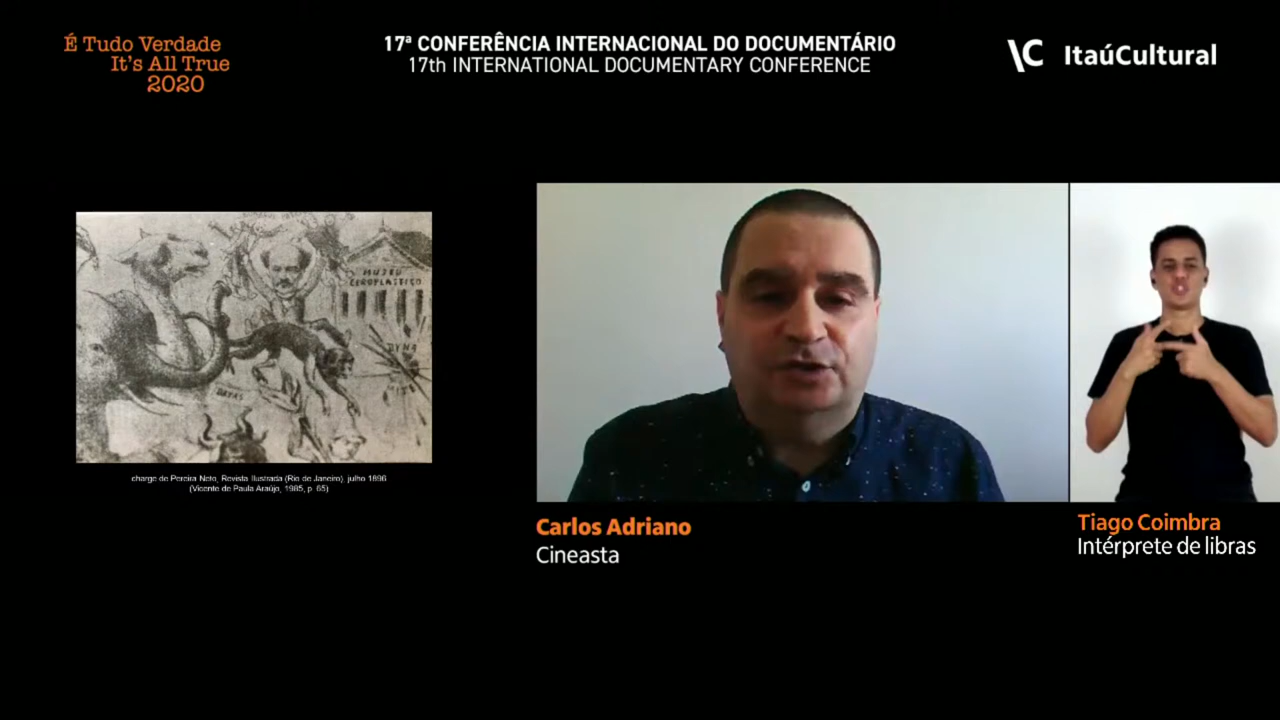 É Tudo Verdade
It's All True
2020
17ª CONFERÊNCIA INTERNACIONAL DO DOCUMENTÁRIO
17th INTERNATIONAL DOCUMENTARY CONFERENCE
\C ItaúCultural
MUSEU
CEROPLASTICO
charge de Pereira Neto, Revista Ilustrada (Rio de Janeiro), julho 1896
(Vicente de Paula Araújo, 1985, p. 65)
Carlos Adriano
Cineasta
Tiago Coimbra
Intérprete de libras